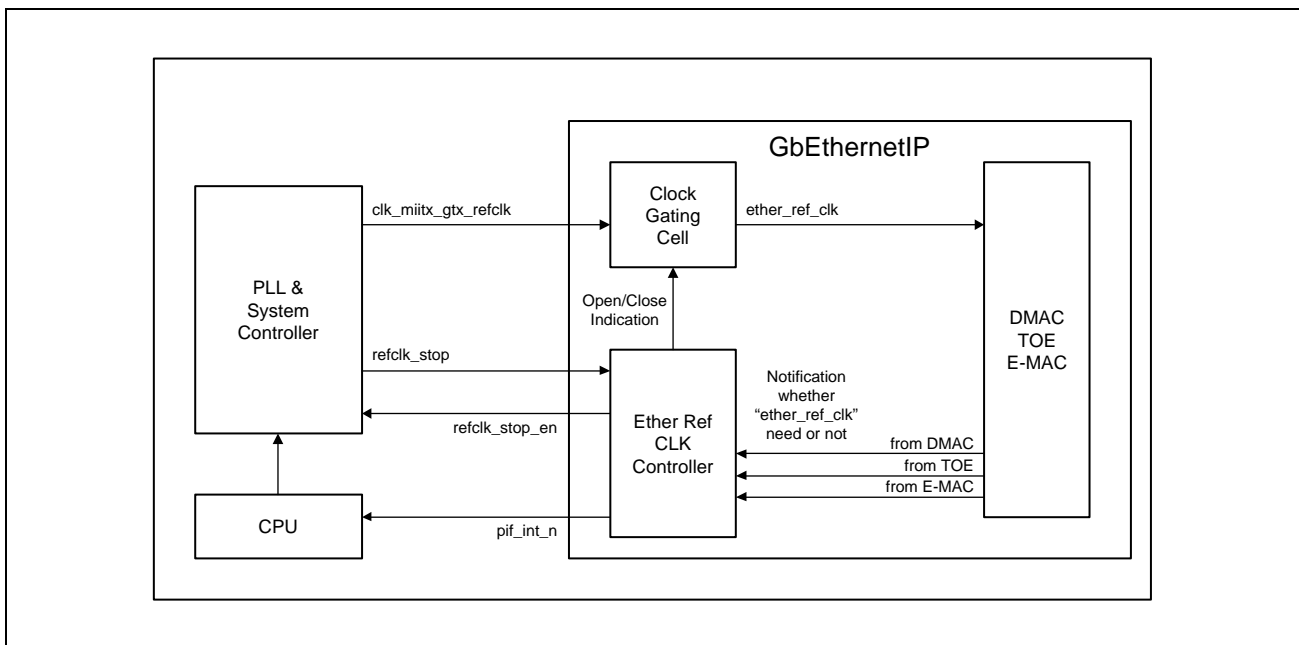 GbEthernetIP
PLL &
System
Controller
clk_miitx_gtx_refclk
Clock
Gating
Cell
ether_ref_clk
DMAC
TOE
E-MAC
Open/Close
Indication
refclk_stop
refclk_stop_en
Ether Ref
CLK
Controller
Notification
whether
“ether_ref_clk”
need or not
from DMAC
from TOE
from E-MAC
CPU
pif_int_n